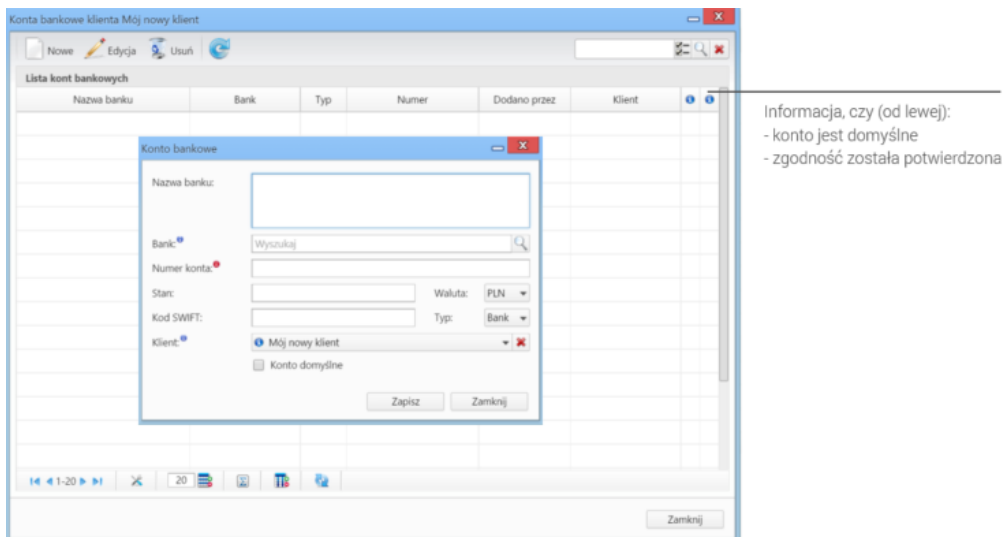 Konta bankowe klienta Mój nowy klient
Nowe Edycja Usuń
Lista kont bankowych
Nazwa banku Bank Typ Numer Dodano przez Klient
Informacja, czy (od lewej):
- konto jest domyślne
- zgodność została potwierdzona
Konto bankowe
Nazwa banku:
Bank: Wyszukaj
Numer konta:
Stan: Waluta: PLN
Kod SWIFT: Typ: Bank
Klient: Mój nowy klient
Konto domyślne
Zapisz Zamknij
1-20 20
Zamknij